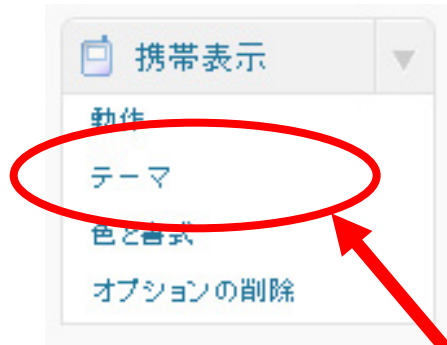 携帯表示
動作
テーマ
色と書式
オプションの削除